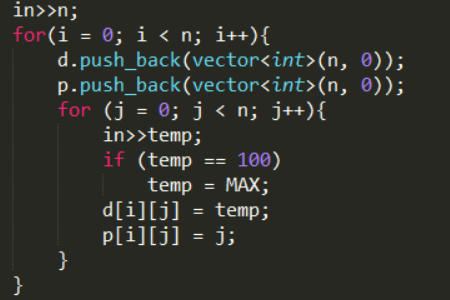 in>>n;
for(i = 0; i < n; i++){
    d.push_back(vector<int>(n, 0));
    p.push_back(vector<int>(n, 0));
    for (j = 0; j < n; j++){
        in>>temp;
        if (temp == 100)
            temp = MAX;
        d[i][j] = temp;
        p[i][j] = j;
    }
}